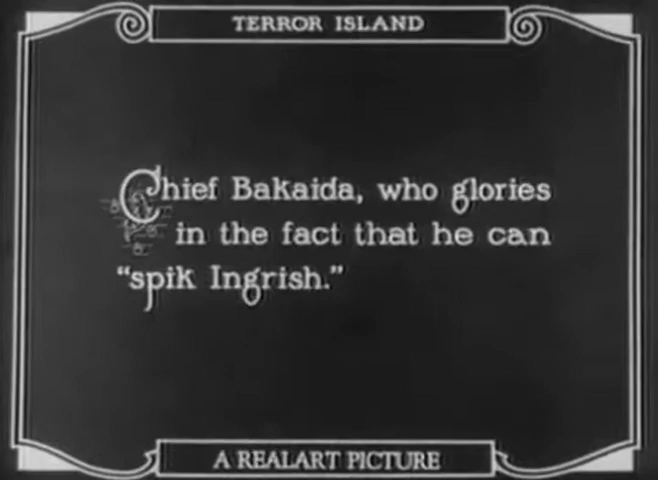 TERROR ISLAND
Chief Bakaida, who glories
in the fact that he can
“spik Ingrish.”
A REALART PICTURE